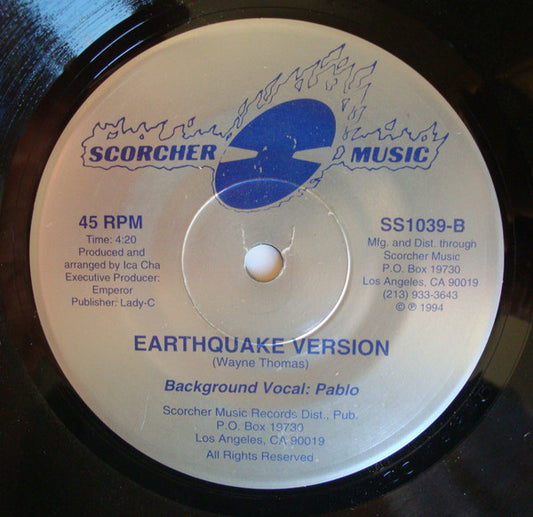 SCORCHER MUSIC
45 RPM
Time: 4:20
Produced and
arranged by Ica Cha
Executive Producer:
Emperor
Publisher: Lady-C
SS1039-B
Mfg. and Dist. through
Scorcher Music
P.O. Box 19730
Los Angeles, CA 90019
(213) 933-3643
© ℗ 1994
EARTHQUAKE VERSION
(Wayne Thomas)
Background Vocal: Pablo
Scorcher Music Records Dist., Pub.
P.O. Box 19730
Los Angeles, CA 90019
All Rights Reserved